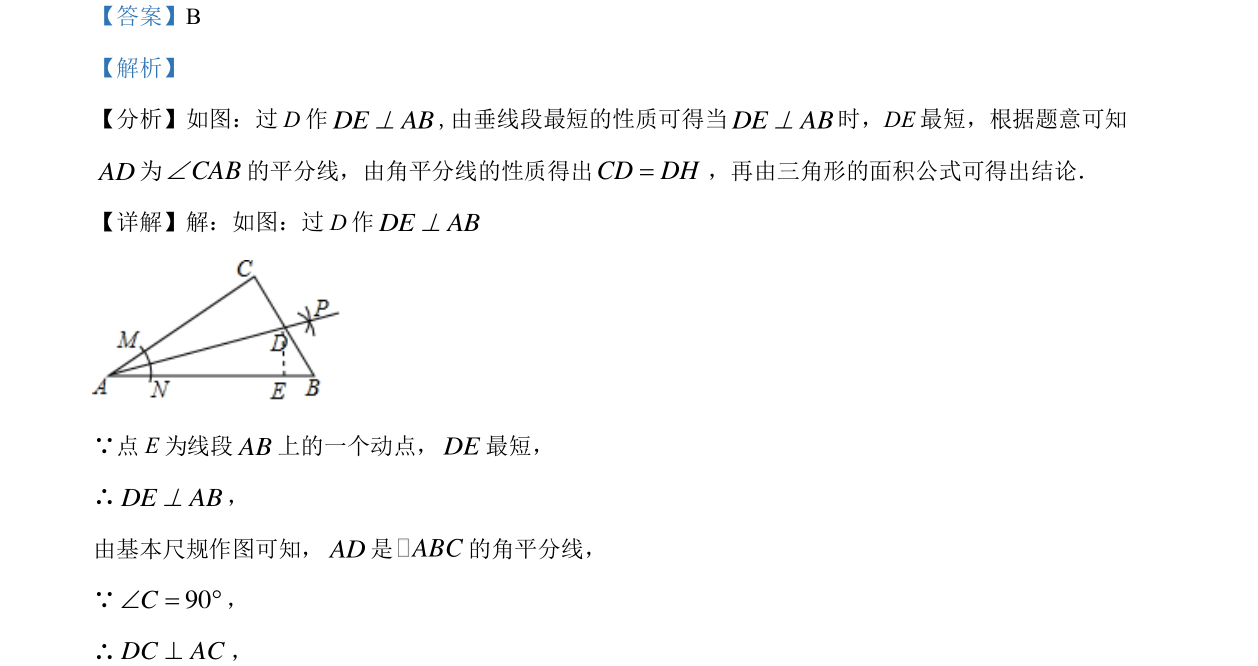 【答案】B
【解析】
【分析】如图：过 D 作 DE ⊥ AB , 由垂线段最短的性质可得当 DE ⊥ AB 时，DE 最短，根据题意可知
AD 为 ∠CAB 的平分线，由角平分线的性质得出 CD = DH ，再由三角形的面积公式可得出结论.
【详解】解：如图：过 D 作 DE ⊥ AB
C
P
M
D
A
N
E
B
∵点 E 为线段 AB 上的一个动点， DE 最短，
∴ DE ⊥ AB ，
由基本尺规作图可知， AD 是□ABC 的角平分线，
∵ ∠C = 90° ，
∴ DC ⊥ AC ，